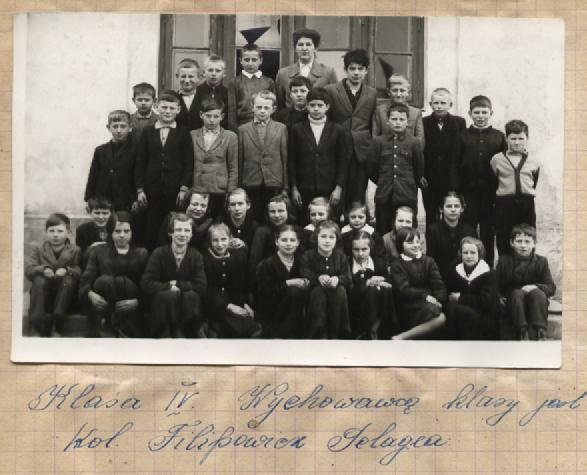 Klasa IV. Wychowawcą klasy jest
Kol. Filipowicz Pelagia